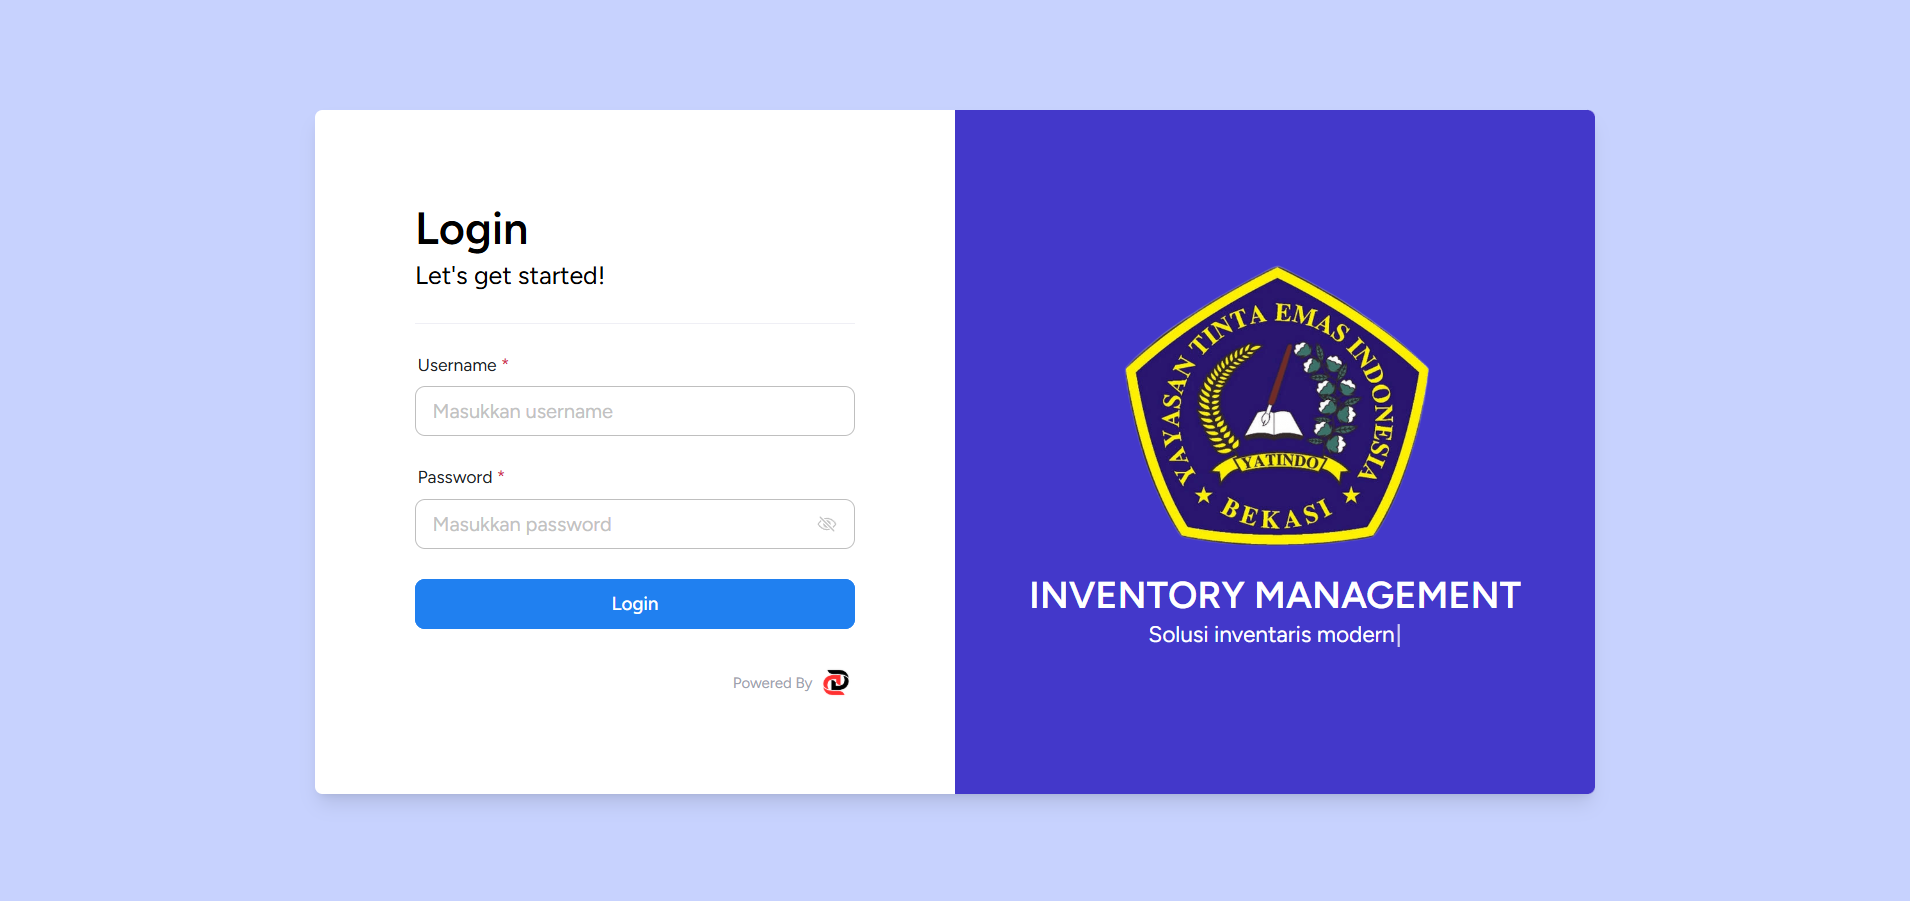 Login
Let's get started!
Username *
Masukkan username
Password *
Masukkan password
Login
Powered By
YAYASAN TINTA EMAS INDONESIA
YATINDO
BEKASI
INVENTORY MANAGEMENT
Solusi inventaris modern|